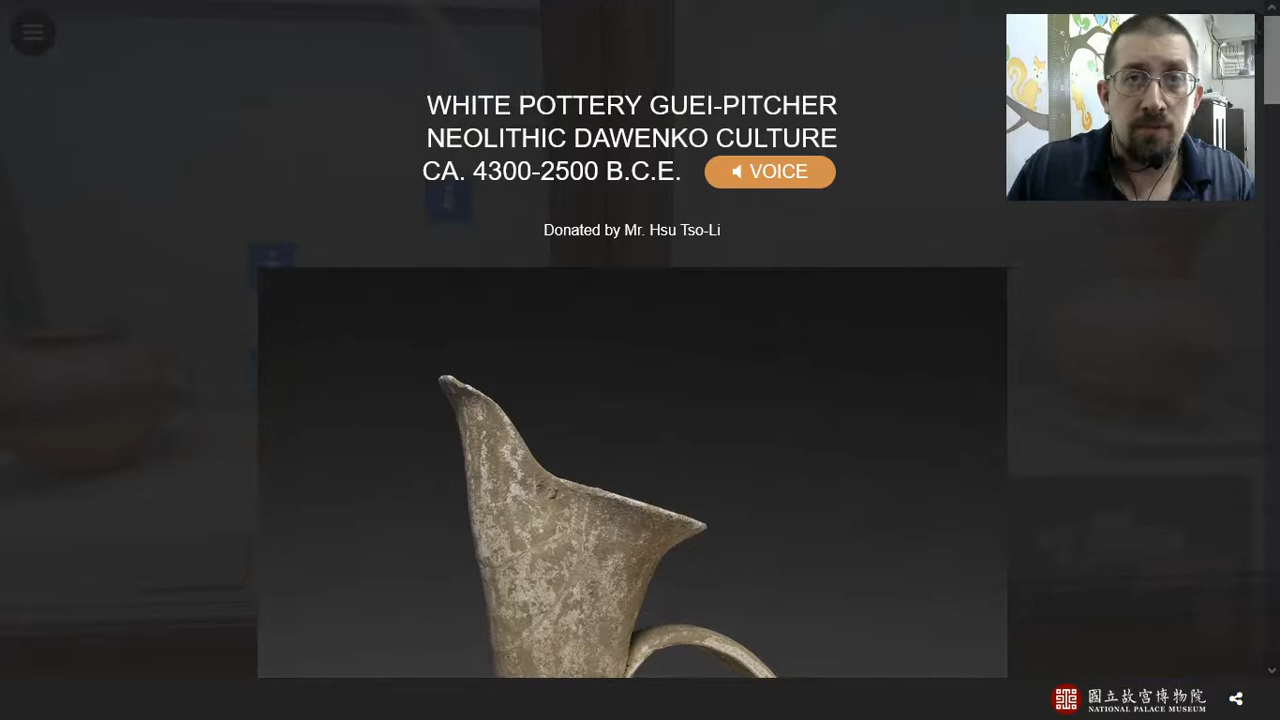 WHITE POTTERY GUEI-PITCHER
NEOLITHIC DAWENKO CULTURE
CA. 4300-2500 B.C.E.
VOICE
Donated by Mr. Hsu Tso-Li
國立故宮博物院
NATIONAL PALACE MUSEUM